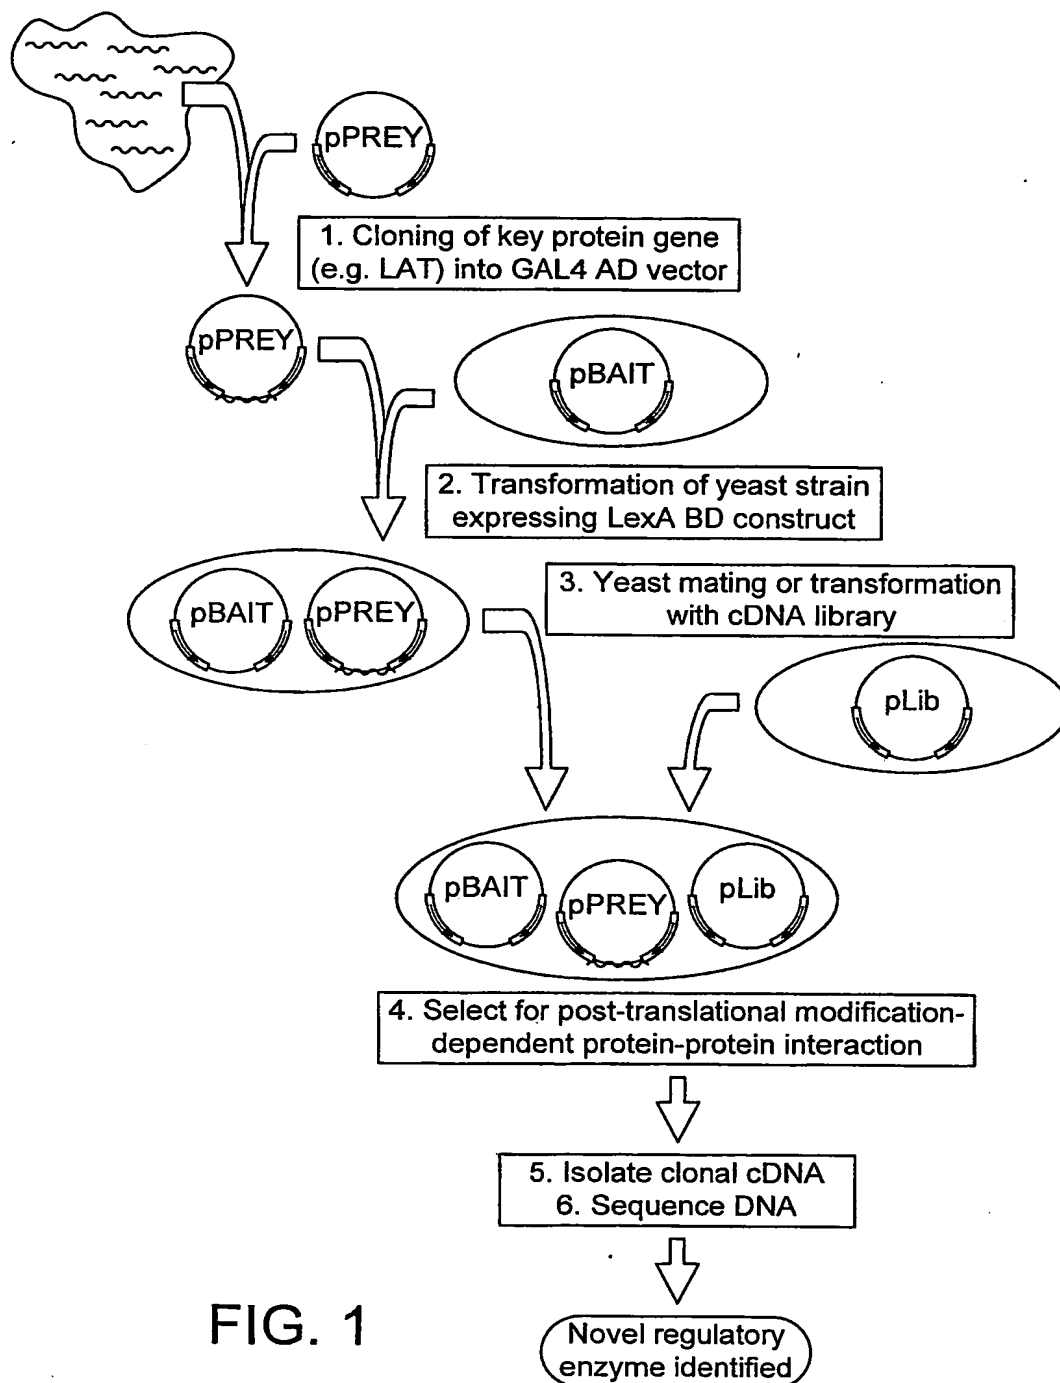 pPREY
1. Cloning of key protein gene
(e.g. LAT) into GAL4 AD vector
pPREY
pBAIT
2. Transformation of yeast strain
expressing LexA BD construct
pBAIT
pPREY
3. Yeast mating or transformation
with cDNA library
pLib
pBAIT
pPREY
pLib
4. Select for post-translational modification-
dependent protein-protein interaction
5. Isolate clonal cDNA
6. Sequence DNA
FIG. 1
Novel regulatory
enzyme identified